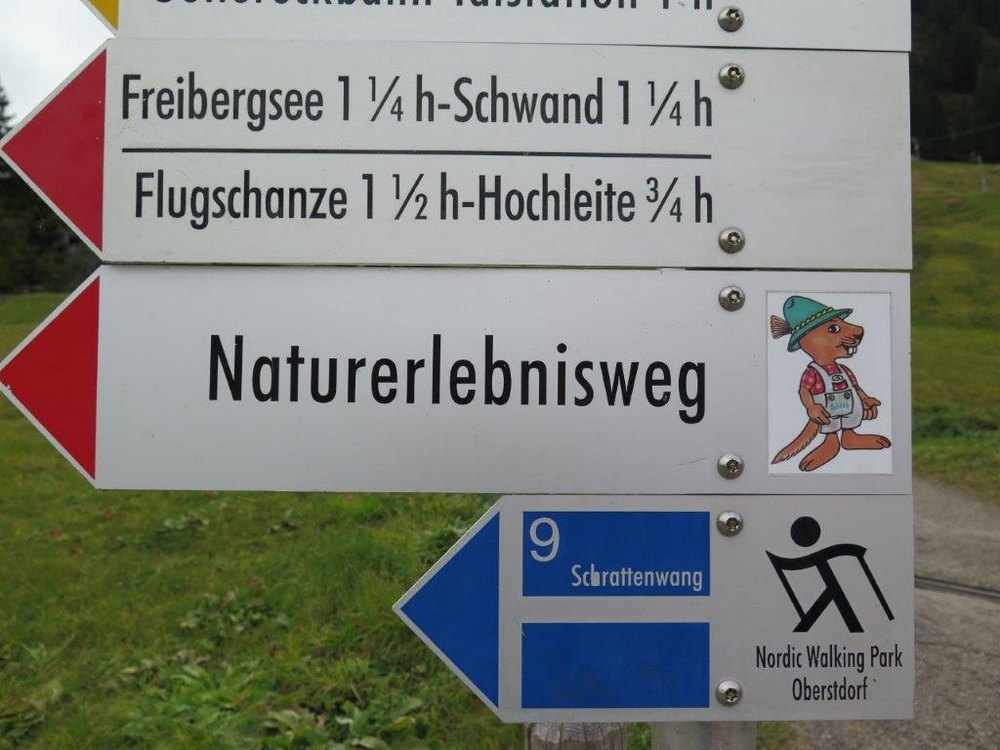 Freibergsee 1 ¼ h-Schwand 1 ¼ h
Flugschanze 1 ½ h-Hochleite ¾ h
Naturerlebnisweg
9
Schrattenwang
Nordic Walking Park
Oberstdorf